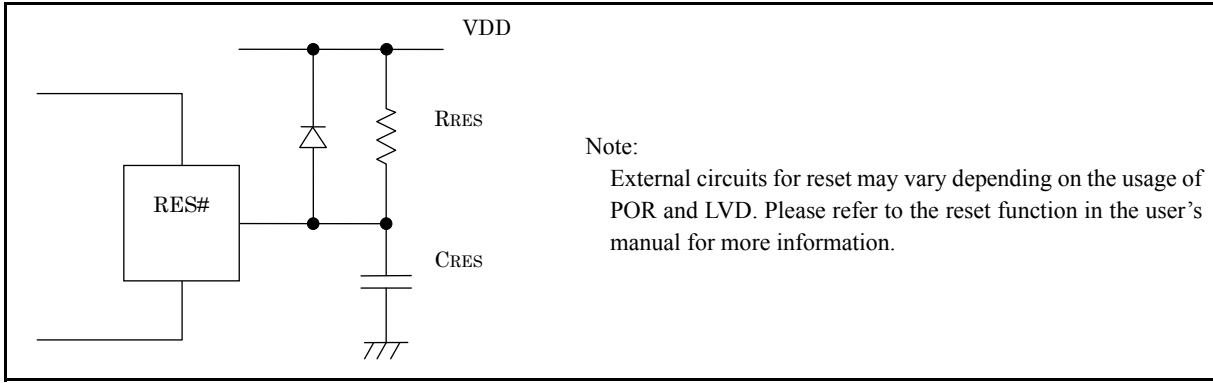 VDD
RRES
RES#
CRES
Note:
External circuits for reset may vary depending on the usage of
POR and LVD. Please refer to the reset function in the user’s
manual for more information.